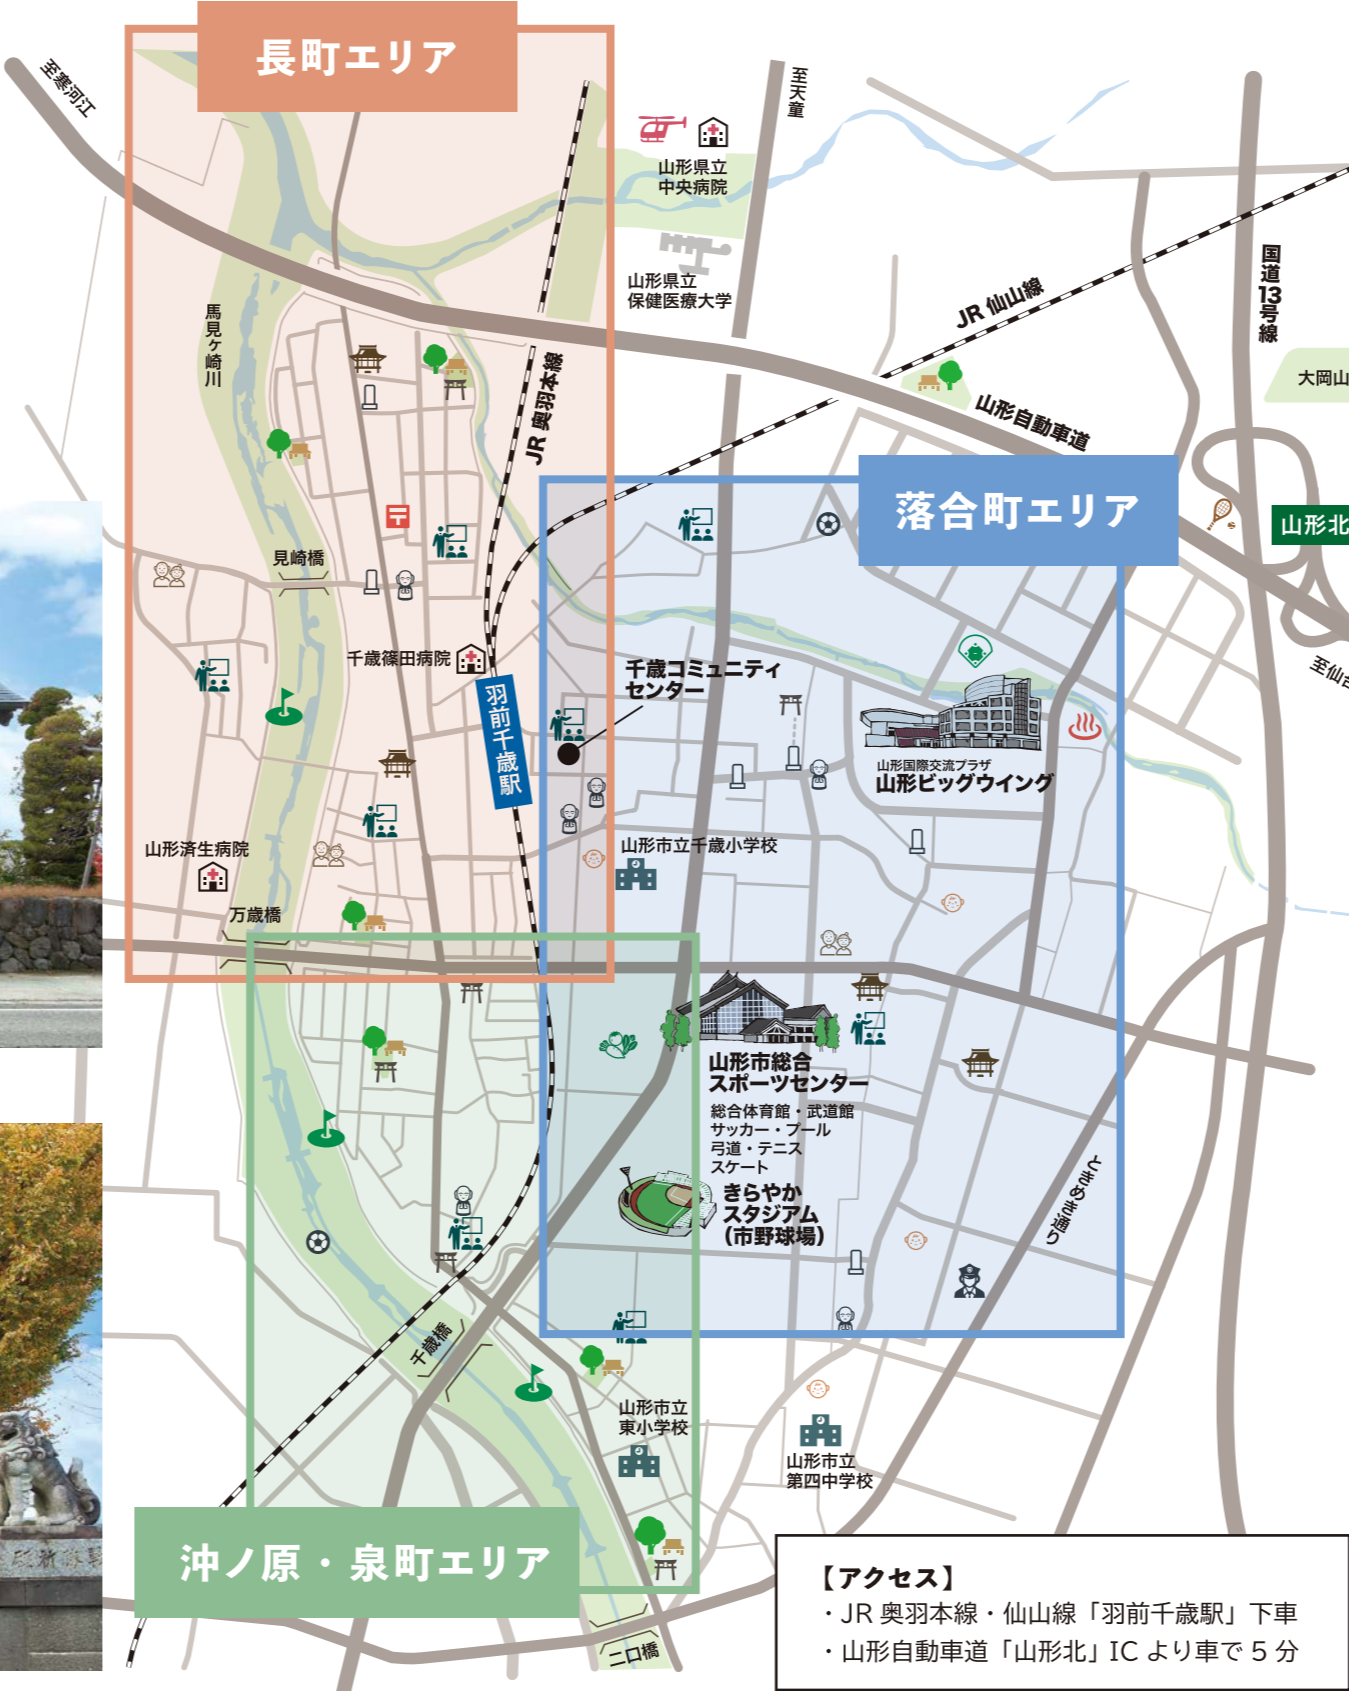 長町エリア
至寒河江
至天童
山形県立
中央病院
山形県立
保健医療大学
馬見ヶ崎川
JR 奥羽本線
JR 仙山線
国道13号線
大岡山
山形自動車道
落合町エリア
山形北
至仙台
見崎橋
千歳篠田病院
羽前千歳駅
千歳コミュニティ
センター
山形国際交流プラザ
山形ビッグウイング
山形済生病院
山形市立千歳小学校
万歳橋
山形市総合
スポーツセンター
総合体育館・武道館
サッカー・プール
弓道・テニス
スケート
きらやか
スタジアム
(市野球場)
ときめき通り
千歳橋
山形市立
東小学校
山形市立
第四中学校
沖ノ原・泉町エリア
二口橋
【アクセス】
・JR 奥羽本線・仙山線「羽前千歳駅」下車
・山形自動車道「山形北」IC より車で 5 分